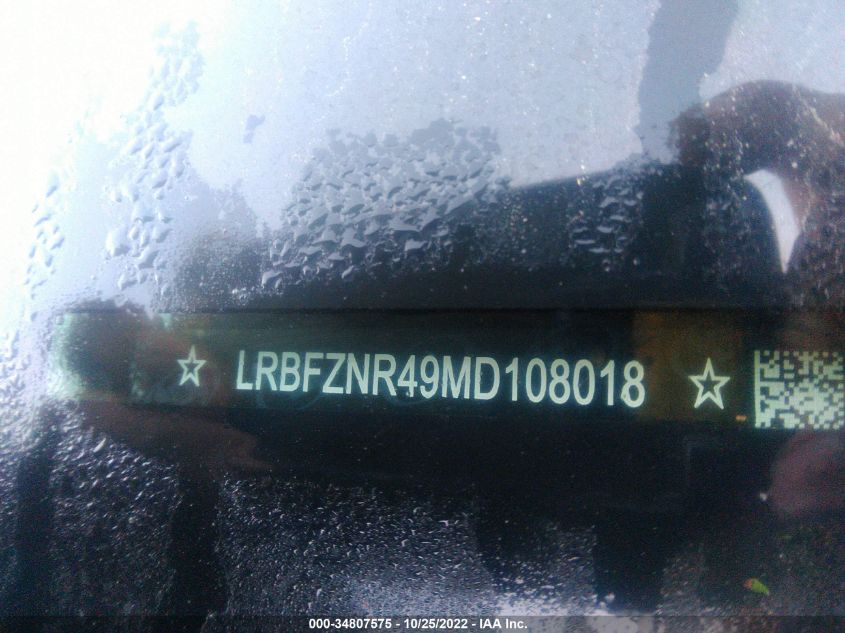 ☆ LRBFZNR49MD108018 ☆
000-34807575 - 10/25/2022 - IAA Inc.